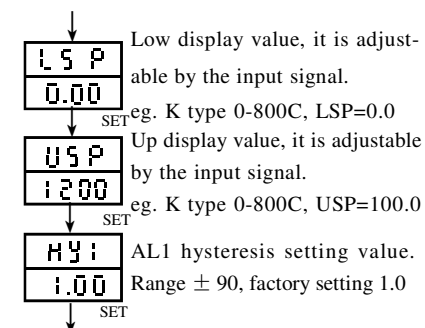 LSP
0.00
SET
Low display value, it is adjust-
able by the input signal.
eg. K type 0-800C, LSP=0.0
USP
1200
SET
Up display value, it is adjustable
by the input signal.
eg. K type 0-800C, USP=100.0
HY1
1.00
SET
AL1 hysteresis setting value.
Range ± 90, factory setting 1.0